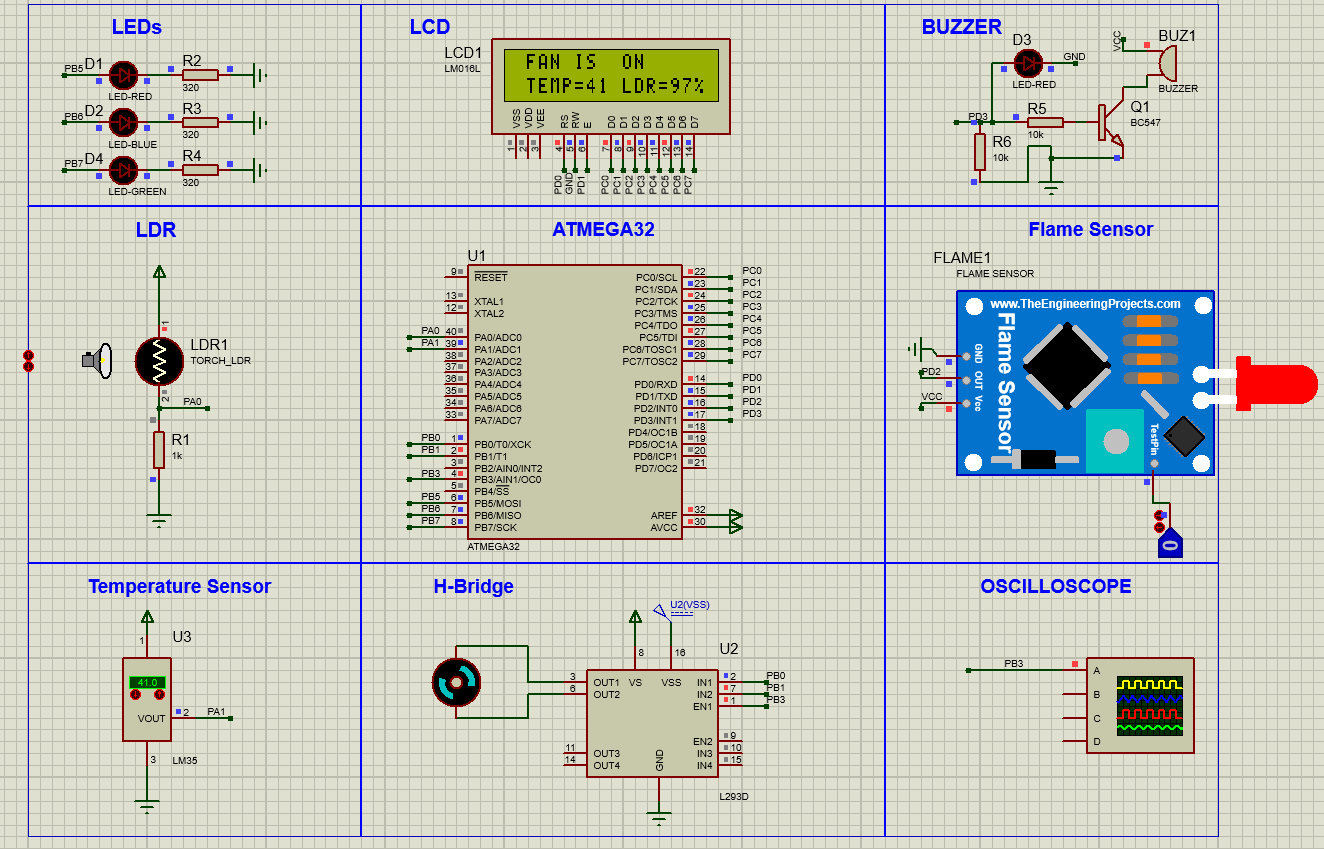 LEDs
PB5 D1 R2
LED-RED 320
PB6 D2 R3
LED-BLUE 320
PB7 D4 R4
LED-GREEN 320
LCD
LCD1
LM016L
FAN IS ON
TEMP=41 LDR=97%
VSS VDD VEE RS RW E D0 D1 D2 D3 D4 D5 D6 D7
1 2 3 4 5 6 7 8 9 10 11 12 13 14
PD0 GND PD1 PC0 PC1 PC2 PC3 PC4 PC5 PC6 PC7
BUZZER
D3 GND
LED-RED
VCC BUZ1
BUZZER
PD3 R5 Q1
10k BC547
R6
10k
LDR
1
LDR1
TORCH_LDR
2
PA0
R1
1k
ATMEGA32
U1
9 RESET
13 XTAL1
12 XTAL2
PA0 40 PA0/ADC0
PA1 39 PA1/ADC1
38 PA2/ADC2
37 PA3/ADC3
36 PA4/ADC4
35 PA5/ADC5
34 PA6/ADC6
33 PA7/ADC7
PB0 1 PB0/T0/XCK
PB1 2 PB1/T1
3 PB2/AIN0/INT2
PB3 4 PB3/AIN1/OC0
5 PB4/SS
PB5 6 PB5/MOSI
PB6 7 PB6/MISO
PB7 8 PB7/SCK
PC0/SCL 22 PC0
PC1/SDA 23 PC1
PC2/TCK 24 PC2
PC3/TMS 25 PC3
PC4/TDO 26 PC4
PC5/TDI 27 PC5
PC6/TOSC1 28 PC6
PC7/TOSC2 29 PC7
PD0/RXD 14 PD0
PD1/TXD 15 PD1
PD2/INT0 16 PD2
PD3/INT1 17 PD3
PD4/OC1B 18
PD5/OC1A 19
PD6/ICP1 20
PD7/OC2 21
AREF 32
AVCC 30
ATMEGA32
Flame Sensor
FLAME1
FLAME SENSOR
www.TheEngineeringProjects.com
Flame Sensor
GND OUT Vcc
PD2
VCC
TestPin
0
Temperature Sensor
U3
1
41.0
VOUT 2 PA1
3 LM35
H-Bridge
U2(VSS)
8 16 U2
3 OUT1 VS VSS IN1 2 PB0
6 OUT2 IN2 7 PB1
EN1 1 PB3
EN2 9
11 OUT3 IN3 10
14 OUT4 IN4 15
GND
L293D
OSCILLOSCOPE
PB3 A
B
C
D